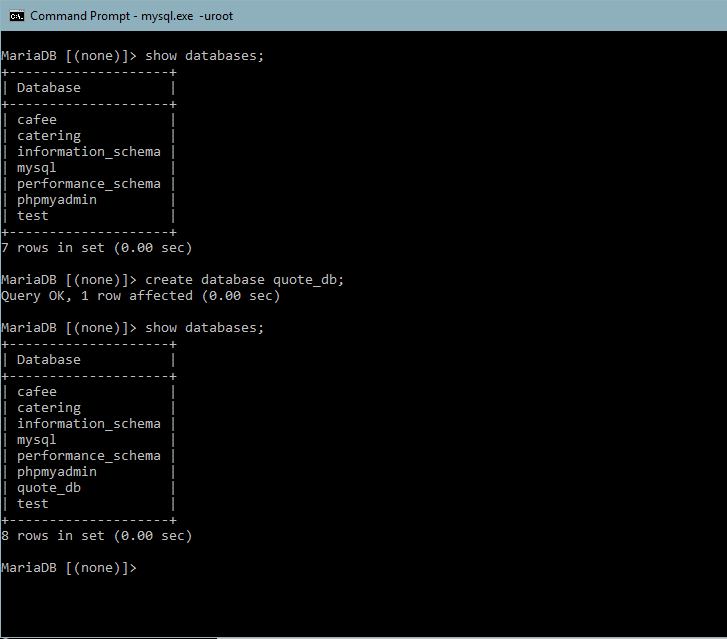 Command Prompt - mysql.exe -uroot
MariaDB [(none)]> show databases;
+--------------------+
| Database           |
+--------------------+
| cafee              |
| catering           |
| information_schema |
| mysql              |
| performance_schema |
| phpmyadmin         |
| test               |
+--------------------+
7 rows in set (0.00 sec)
MariaDB [(none)]> create database quote_db;
Query OK, 1 row affected (0.00 sec)
MariaDB [(none)]> show databases;
+--------------------+
| Database           |
+--------------------+
| cafee              |
| catering           |
| information_schema |
| mysql              |
| performance_schema |
| phpmyadmin         |
| quote_db           |
| test               |
+--------------------+
8 rows in set (0.00 sec)
MariaDB [(none)]>